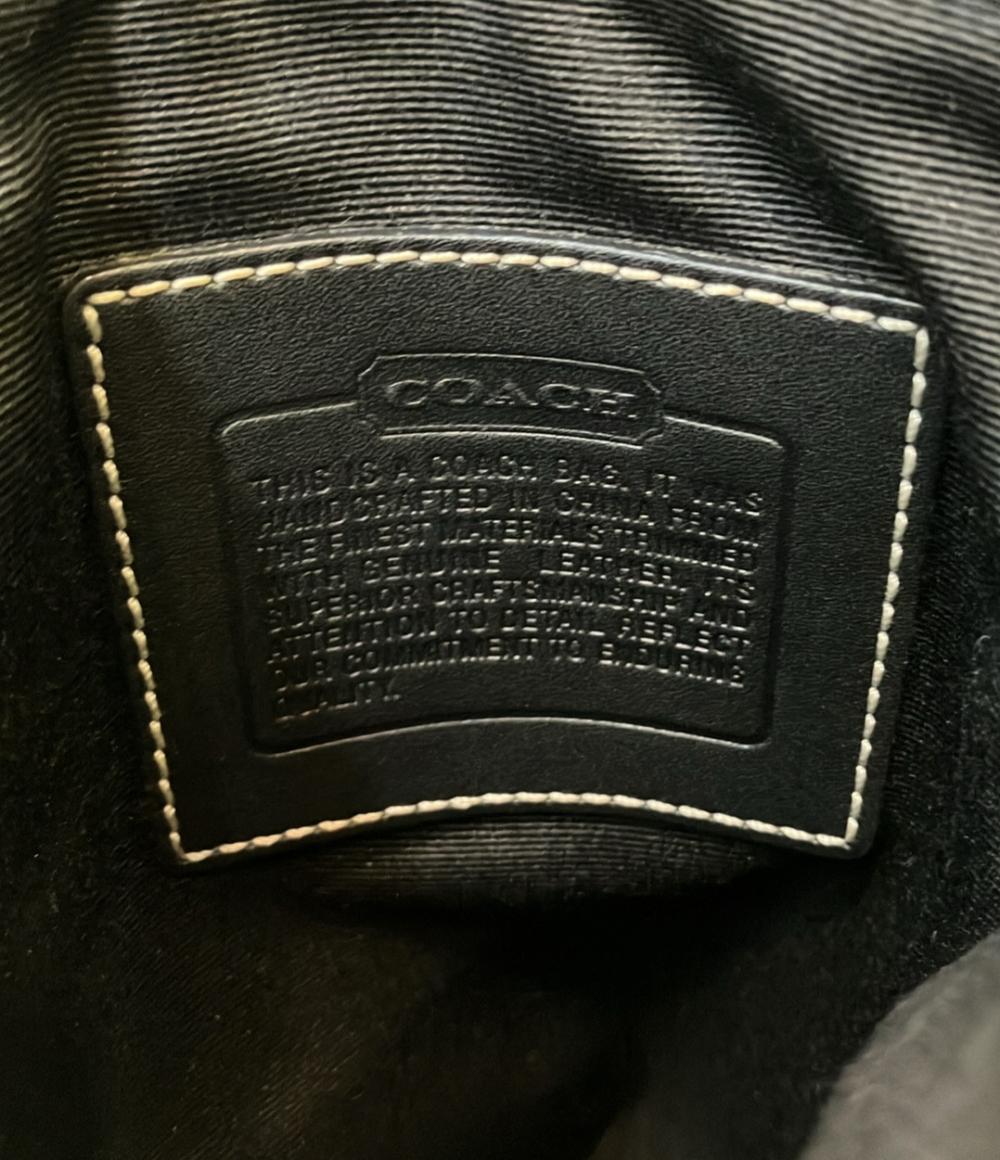 COACH
THIS IS A COACH BAG. IT WAS
HANDCRAFTED IN CHINA FROM
THE FINEST MATERIALS TRIMMED
WITH GENUINE LEATHER. ITS
SUPERIOR CRAFTSMANSHIP AND
ATTENTION TO DETAIL REFLECT
OUR COMMITMENT TO ENDURING
QUALITY.